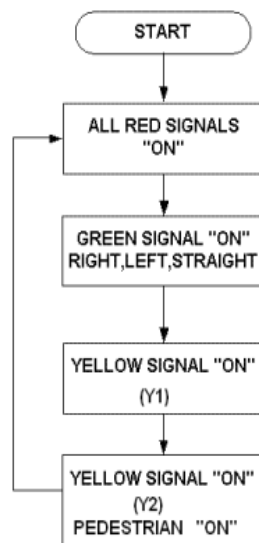 START
ALL RED SIGNALS
"ON"
GREEN SIGNAL "ON"
RIGHT,LEFT,STRAIGHT
YELLOW SIGNAL "ON"
(Y1)
YELLOW SIGNAL "ON"
(Y2)
PEDESTRIAN "ON"